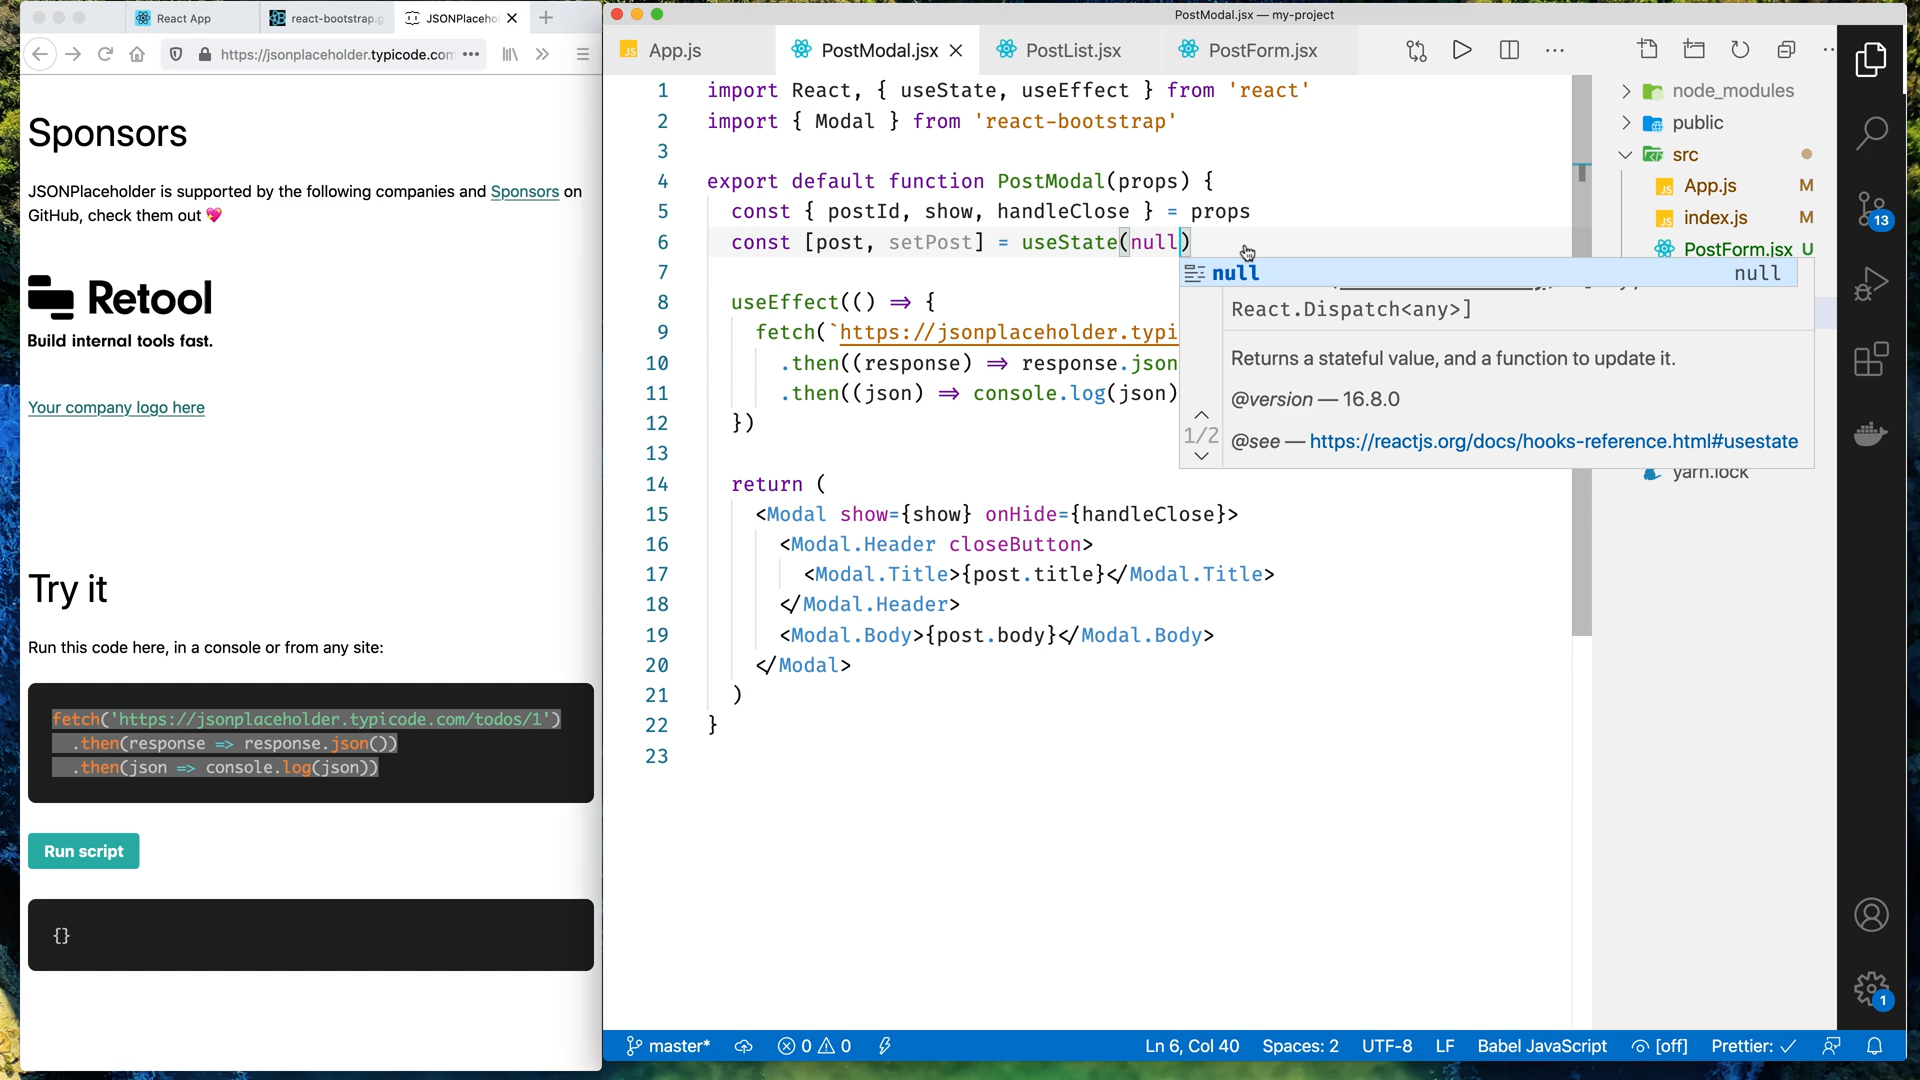 React App
react-bootstrap.g
JSONPlaceho
https://jsonplaceholder.typicode.com
Sponsors
JSONPlaceholder is supported by the following companies and Sponsors on
GitHub, check them out 💖
Retool
Build internal tools fast.
Your company logo here
Try it
Run this code here, in a console or from any site:
fetch('https://jsonplaceholder.typicode.com/todos/1')
.then(response => response.json())
.then(json => console.log(json))
Run script
{}
PostModal.jsx — my-project
App.js
PostModal.jsx
PostList.jsx
PostForm.jsx
1 import React, { useState, useEffect } from 'react'
2 import { Modal } from 'react-bootstrap'
3
4 export default function PostModal(props) {
5 const { postId, show, handleClose } = props
6 const [post, setPost] = useState(null)
7
8 useEffect(() => {
9 fetch(`https://jsonplaceholder.typi
10 .then((response) => response.json
11 .then((json) => console.log(json)
12 })
13
14 return (
15 <Modal show={show} onHide={handleClose}>
16 <Modal.Header closeButton>
17 <Modal.Title>{post.title}</Modal.Title>
18 </Modal.Header>
19 <Modal.Body>{post.body}</Modal.Body>
20 </Modal>
21 )
22 }
23
null null
React.Dispatch<any>]
Returns a stateful value, and a function to update it.
@version — 16.8.0
1/2
@see — https://reactjs.org/docs/hooks-reference.html#usestate
node_modules
public
src
App.js M
index.js M
PostForm.jsx U
yarn.lock
13
1
master*
0 0
Ln 6, Col 40
Spaces: 2
UTF-8
LF
Babel JavaScript
[off]
Prettier: ✓